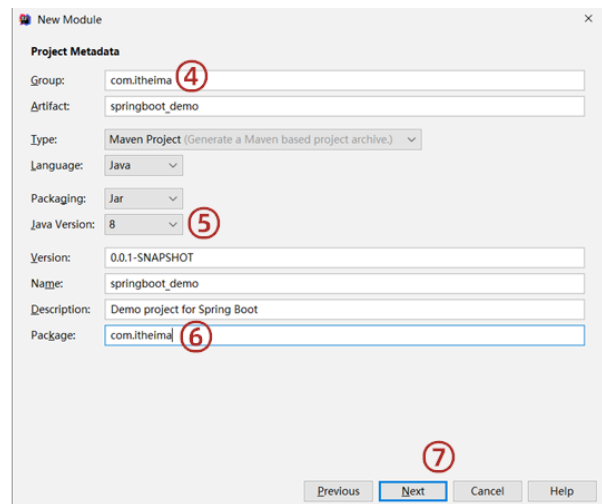 New Module
Project Metadata
Group: com.itheima ④
Artifact: springboot_demo
Type: Maven Project (Generate a Maven based project archive.)
Language: Java
Packaging: Jar
Java Version: 8 ⑤
Version: 0.0.1-SNAPSHOT
Name: springboot_demo
Description: Demo project for Spring Boot
Package: com.itheima ⑥
⑦
Previous Next Cancel Help